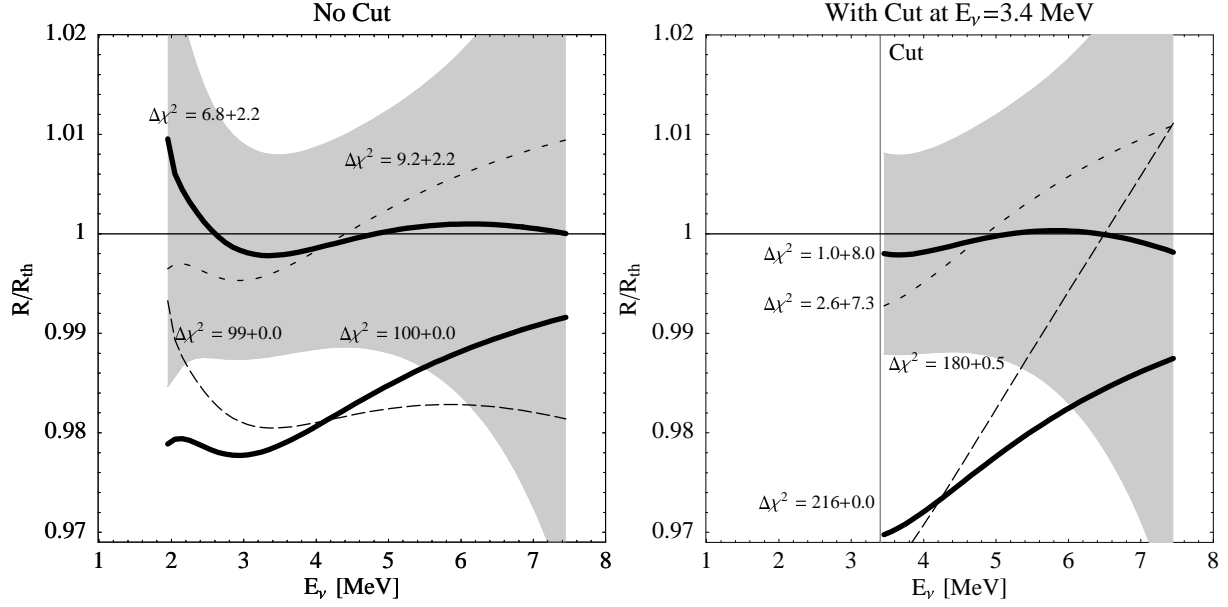 No Cut
1.02
1.01
1
0.99
0.98
0.97
R/R_th
Δχ² = 6.8+2.2
Δχ² = 9.2+2.2
Δχ² = 99+0.0
Δχ² = 100+0.0
1 2 3 4 5 6 7 8
E_ν [MeV]
With Cut at E_ν=3.4 MeV
Cut
1.02
1.01
1
0.99
0.98
0.97
R/R_th
Δχ² = 1.0+8.0
Δχ² = 2.6+7.3
Δχ² = 180+0.5
Δχ² = 216+0.0
1 2 3 4 5 6 7 8
E_ν [MeV]